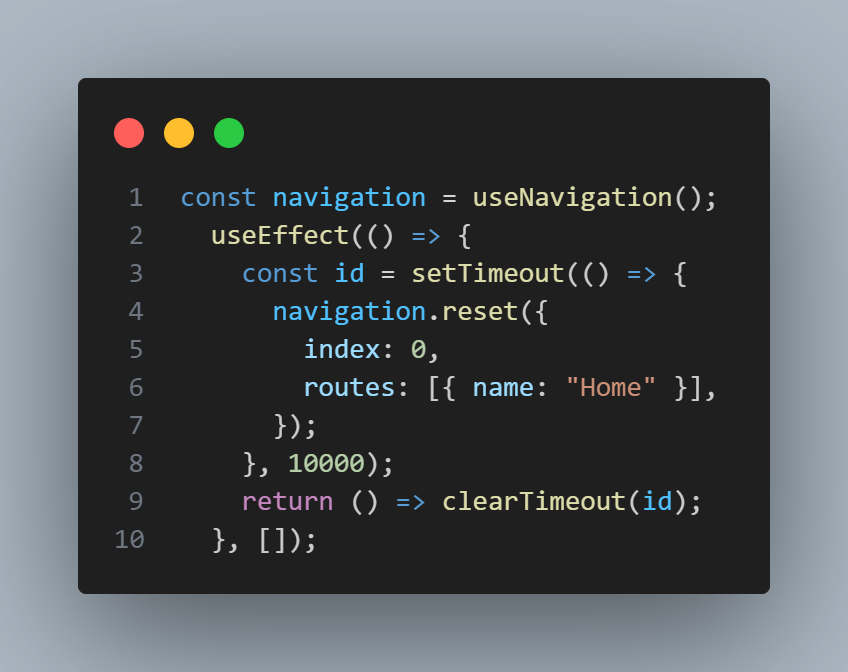 1 const navigation = useNavigation();
2   useEffect(() => {
3     const id = setTimeout(() => {
4       navigation.reset({
5         index: 0,
6         routes: [{ name: "Home" }],
7       });
8     }, 10000);
9     return () => clearTimeout(id);
10   }, []);